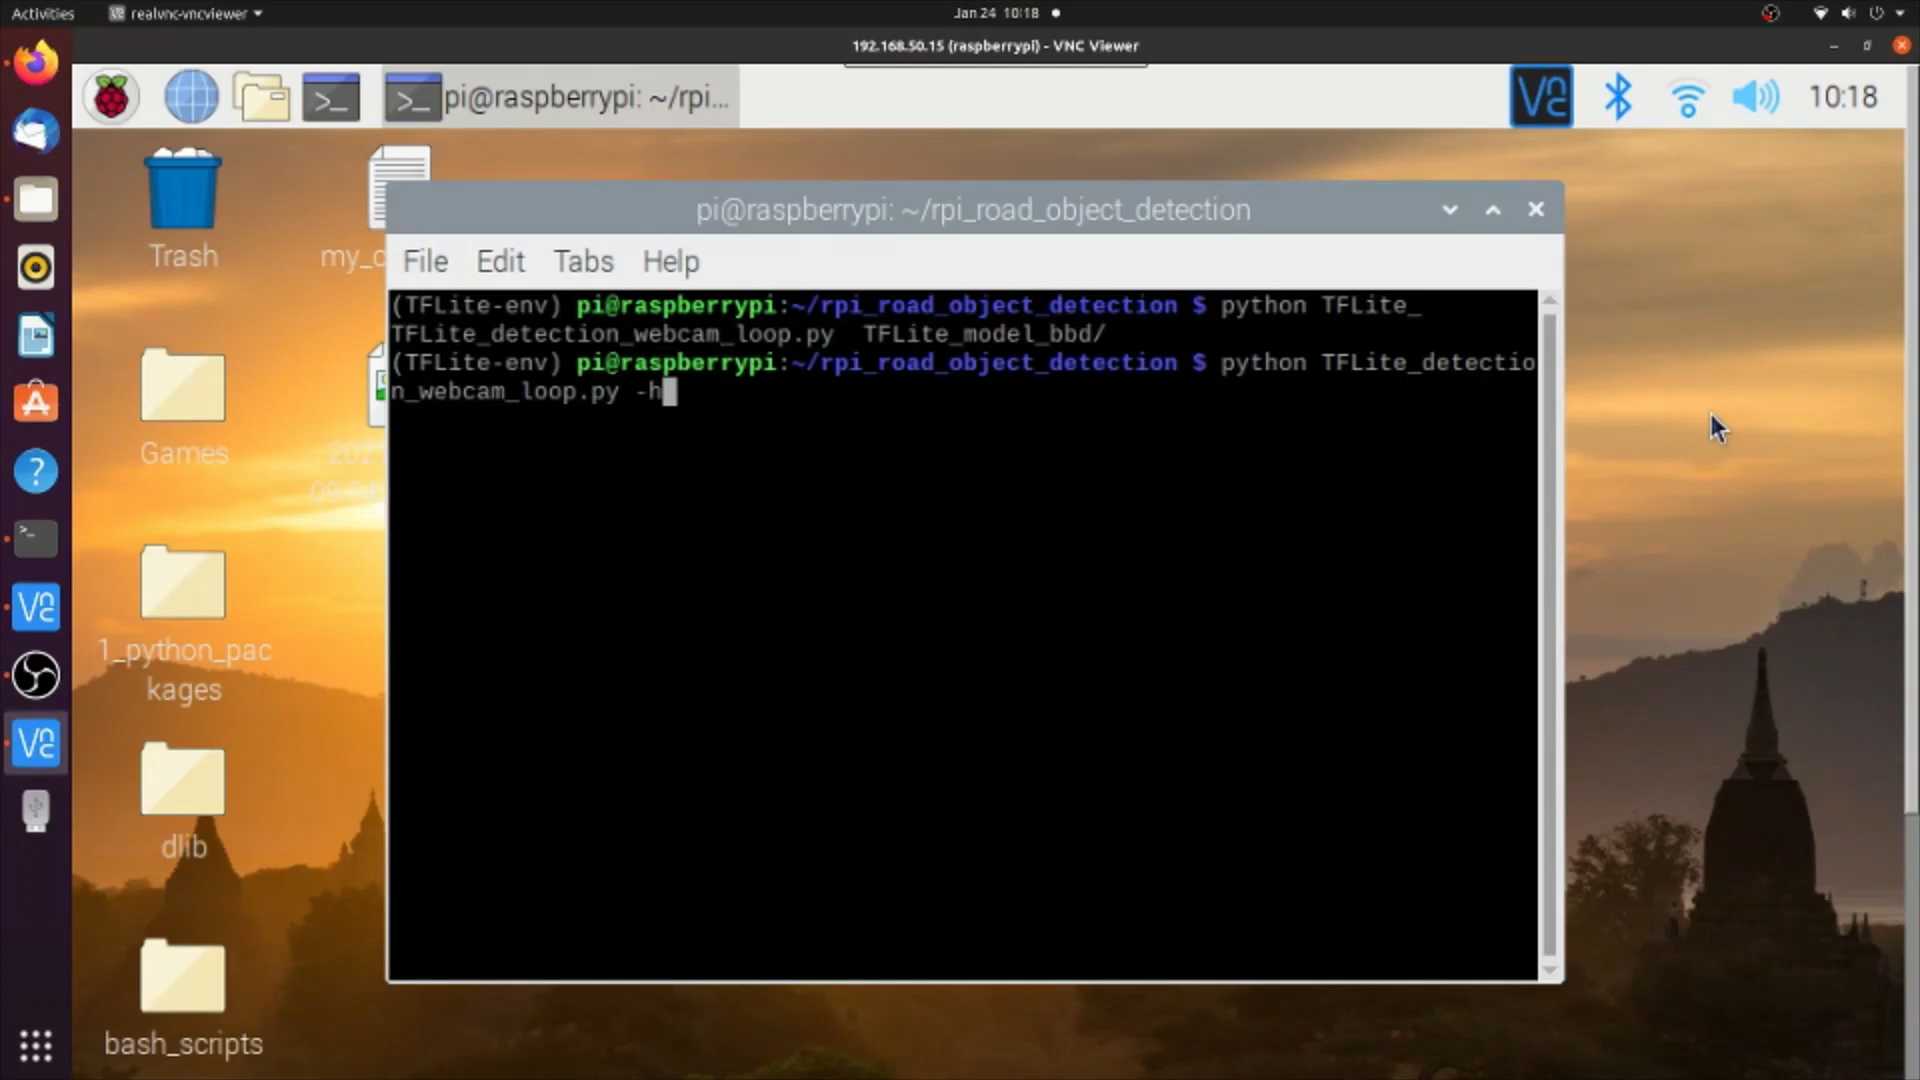 Activities realvnc-vncviewer Jan 24 10:18
192.168.50.15 (raspberrypi) - VNC Viewer
pi@raspberrypi: ~/rpi... 10:18
pi@raspberrypi: ~/rpi_road_object_detection
File Edit Tabs Help
(TFLite-env) pi@raspberrypi:~/rpi_road_object_detection $ python TFLite_
TFLite_detection_webcam_loop.py TFLite_model_bbd/
(TFLite-env) pi@raspberrypi:~/rpi_road_object_detection $ python TFLite_detectio
n_webcam_loop.py -h
Trash
my_
Games
1_python_pac
kages
dlib
bash_scripts